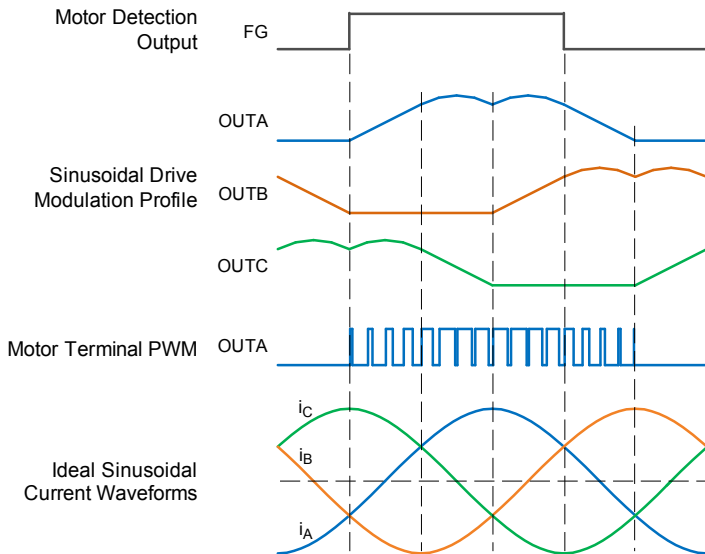 Motor Detection
Output
FG
OUTA
Sinusoidal Drive
Modulation Profile
OUTB
OUTC
Motor Terminal PWM
OUTA
iC
iB
Ideal Sinusoidal
Current Waveforms
iA